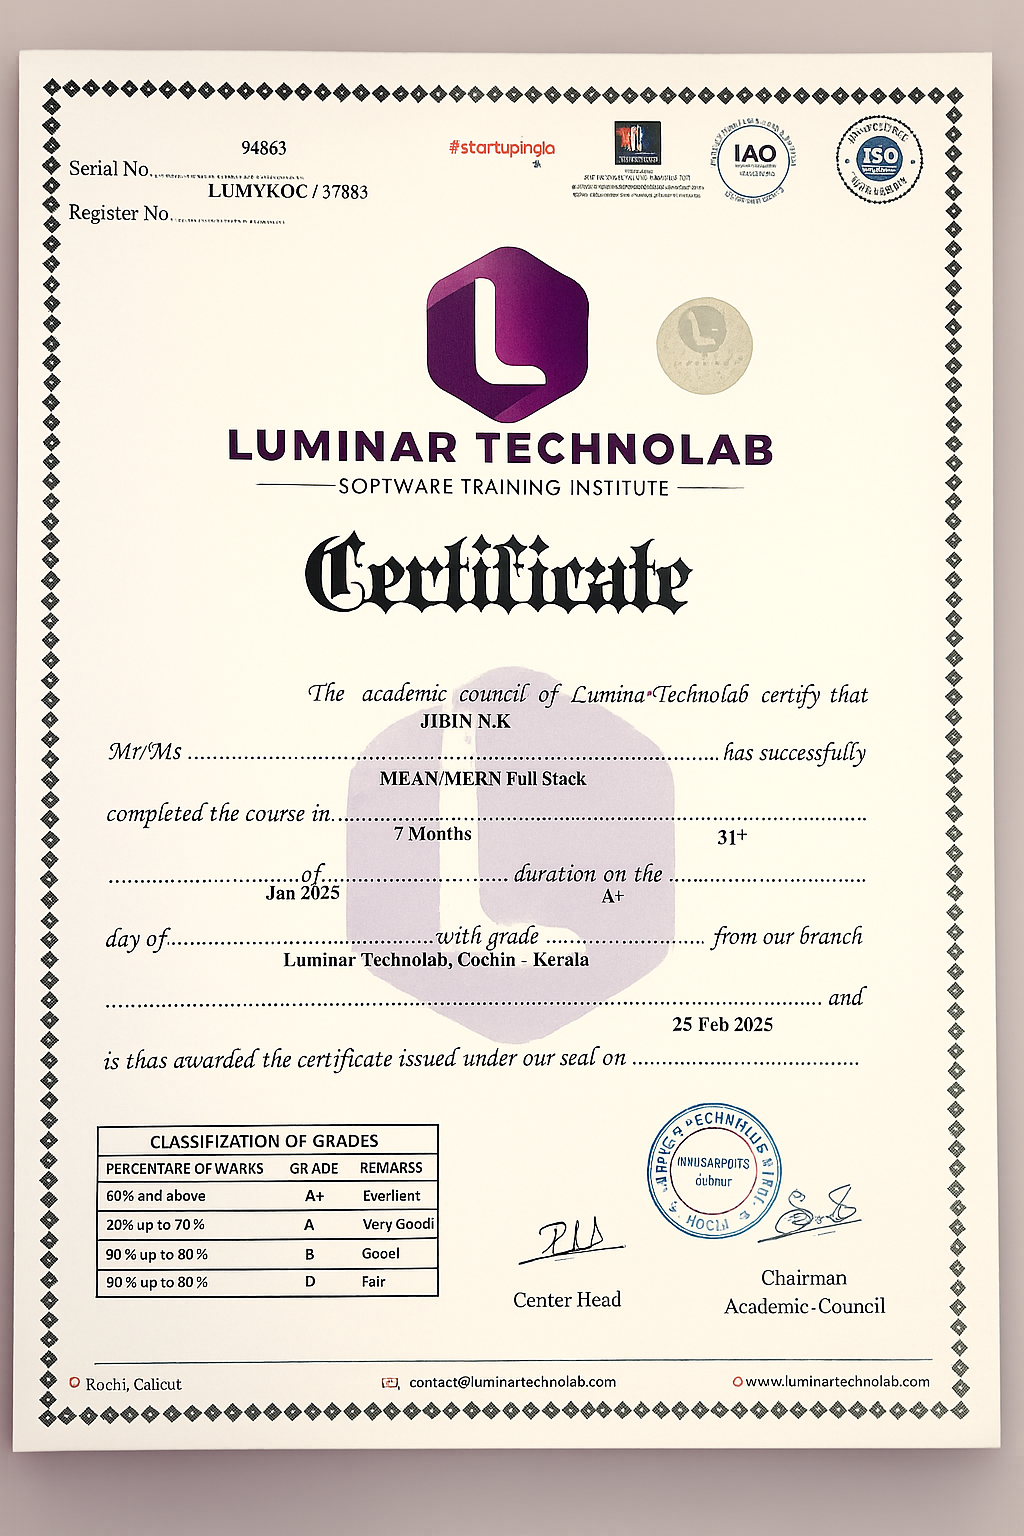 94863
Serial No.
LUMYKOC / 37883
Register No.
#startupingla
IAO
ISO
LUMINAR TECHNOLAB
SOPTWARE TRAINING INSTITUTE
Certificate
The academic council of Lumina Technolab certify that
JIBIN N.K
Mr/Ms ........ has successfully
MEAN/MERN Full Stack
completed the course in........
7 Months 31+
........of........ duration on the ........
Jan 2025 A+
day of........with grade ........ from our branch
Luminar Technolab, Cochin - Kerala
........ and
25 Feb 2025
is thas awarded the certificate issued under our seal on ........
CLASSIFIZATION OF GRADES
PERCENTARE OF WARKS GR ADE REMARSS
60% and above A+ Everlient
20% up to 70% A Very Goodi
90% up to 80% B Gooel
90% up to 80% D Fair
INNUSARPOITS
Center Head
Chairman
Academic-Council
Rochi, Calicut
contact@luminartechnolab.com
www.luminartechnolab.com